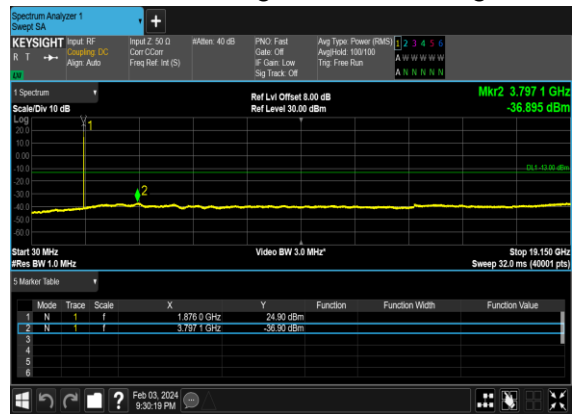 Spectrum Analyzer 1
Swept SA
+
KEYSIGHT Input: RF Input Z: 50 Ω #Atten: 40 dB PNO: Fast Avg Type: Power (RMS) 1 2 3 4 5 6
R T Coupling: DC Corr CCorr Gate: Off Avg|Hold: 100/100 A W W W W W
Align: Auto Freq Ref: Int (S) IF Gain: Low Trig: Free Run
LW Sig Track: Off A N N N N N
1 Spectrum Ref Lvl Offset 8.00 dB Mkr2 3.797 1 GHz
Scale/Div 10 dB Ref Level 30.00 dBm -36.895 dBm
Log
20.0
10.0
0.00
-10.0
-20.0
-30.0
-40.0
-50.0
-60.0
1
DL1 -13.00 dBm
2
Start 30 MHz Video BW 3.0 MHz* Stop 19.150 GHz
#Res BW 1.0 MHz Sweep 32.0 ms (40001 pts)
5 Marker Table
Mode Trace Scale X Y Function Function Width Function Value
1 N 1 f 1.876 0 GHz 24.90 dBm
2 N 1 f 3.797 1 GHz -36.90 dBm
3
4
5
6
? Feb 03, 2024
9:30:19 PM